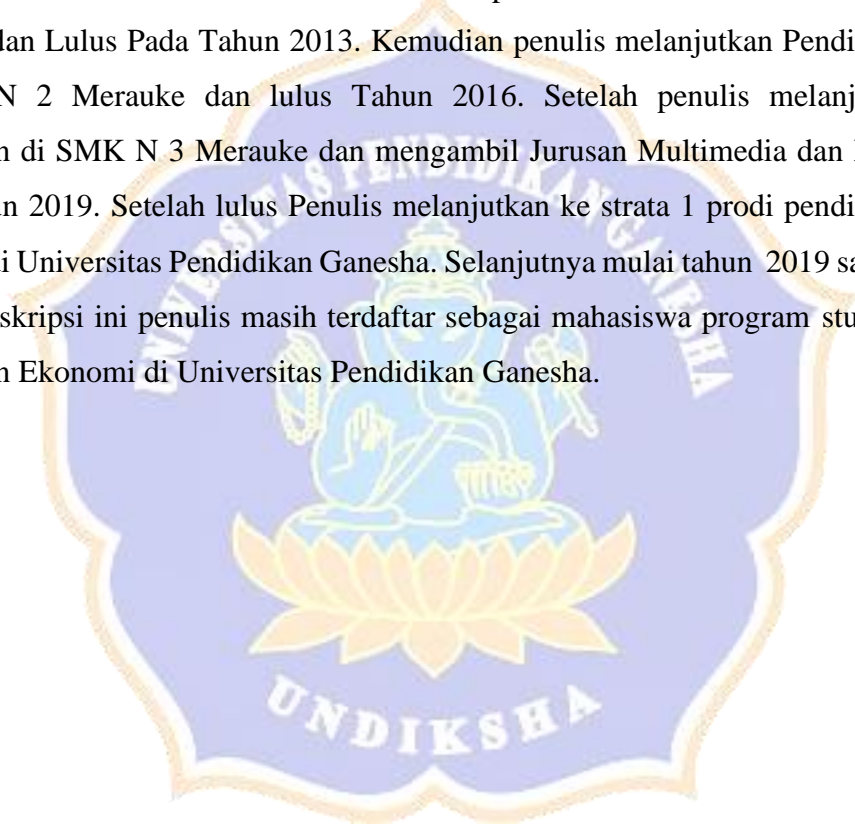 dan Lulus Pada Tahun 2013. Kemudian penulis melanjutkan Pendi
N 2 Merauke dan lulus Tahun 2016. Setelah penulis melanj
di SMK N 3 Merauke dan mengambil Jurusan Multimedia dan
2019. Setelah lulus Penulis melanjutkan ke strata 1 prodi pendi
Universitas Pendidikan Ganesha. Selanjutnya mulai tahun 2019 sa
skripsi ini penulis masih terdaftar sebagai mahasiswa program stu
Ekonomi di Universitas Pendidikan Ganesha.
UNIVERSITAS PENDIDIKAN GANESHA
UNDIKSHA